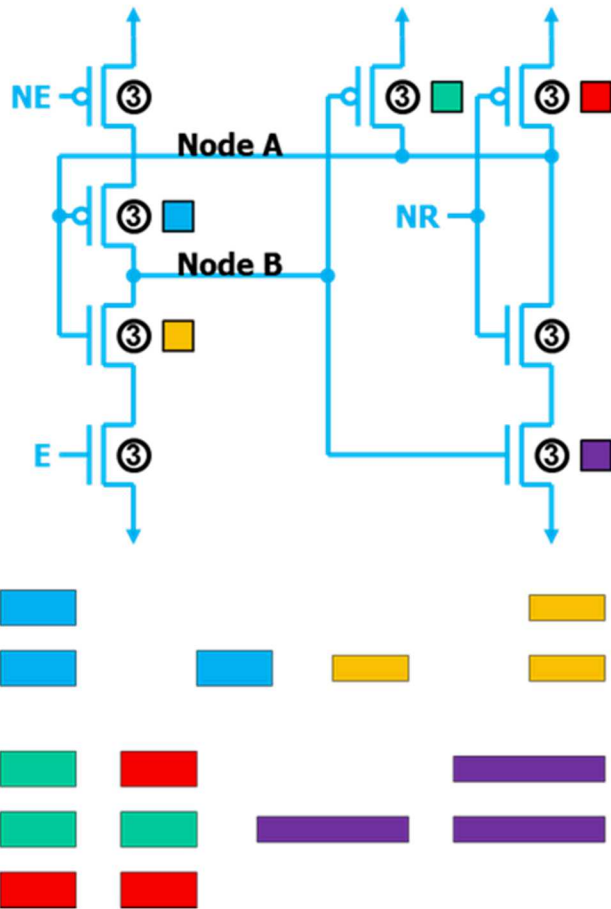 NE ③ ③ ③
Node A
③ NR
Node B
③ ③
E ③ ③